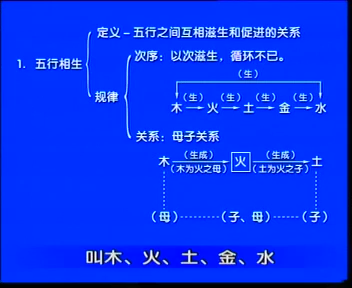 定义－五行之间互相滋生和促进的关系
1. 五行相生
次序：以次滋生，循环不已。
（生）
规律
（生）（生）（生）（生）
木 火 土 金 水
关系：母子关系
（生成） （生成）
木 火 土
（木为火之母） （土为火之子）
（母）（子、母）（子）
叫木、火、土、金、水